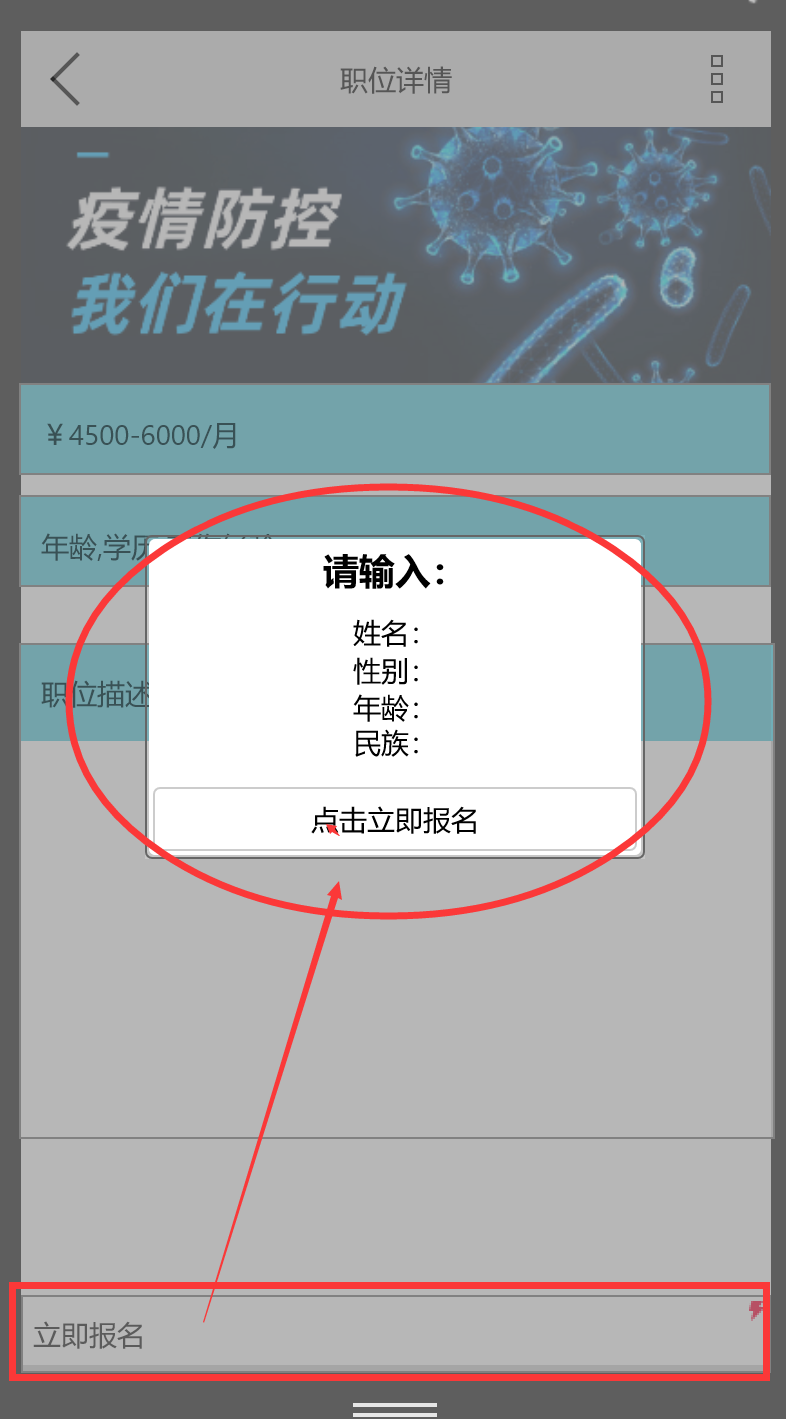 职位详情
疫情防控
我们在行动
￥4500-6000/月
年龄,学历
职位描述
请输入：
姓名：
性别：
年龄：
民族：
点击立即报名
立即报名